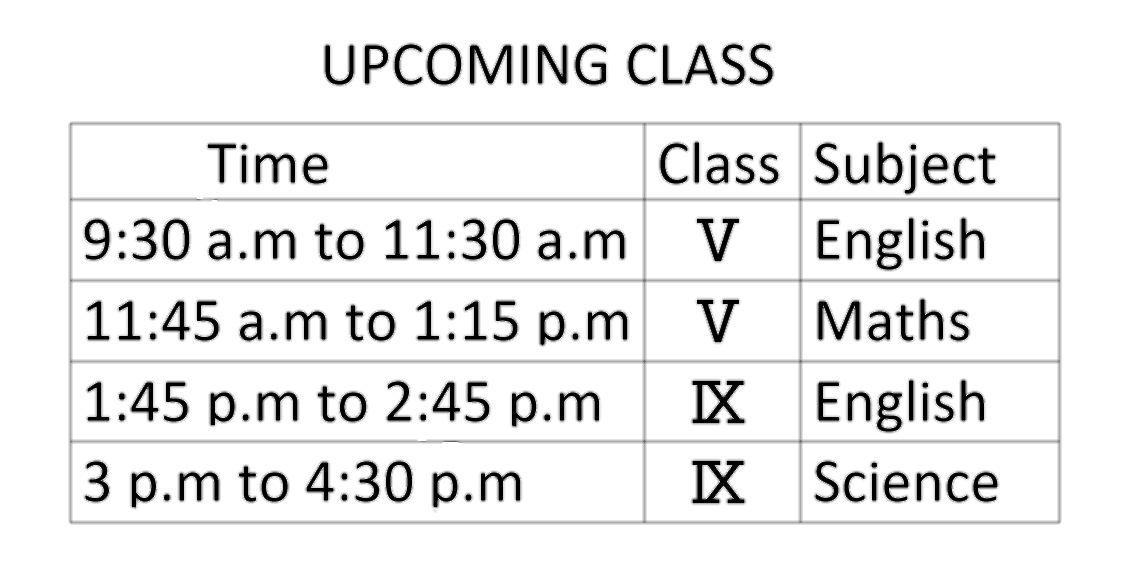 UPCOMING CLASS
Time Class Subject
9:30 a.m to 11:30 a.m V English
11:45 a.m to 1:15 p.m V Maths
1:45 p.m to 2:45 p.m IX English
3 p.m to 4:30 p.m IX Science